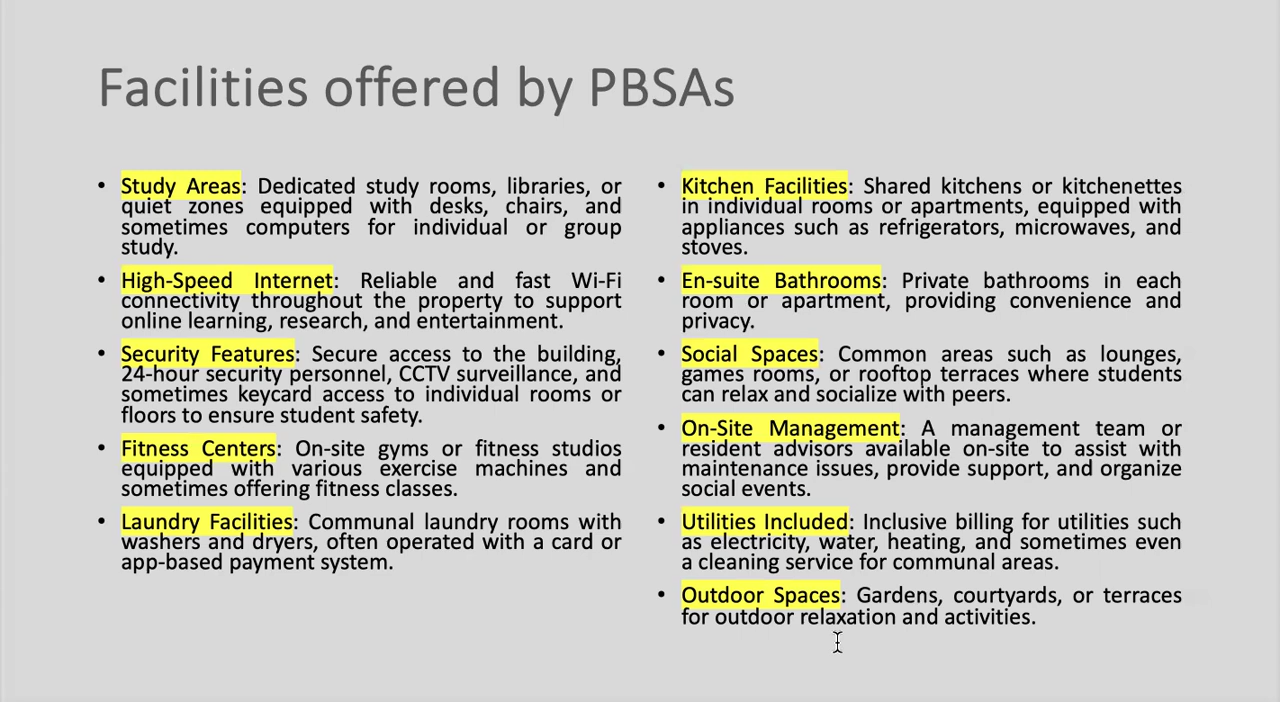 Facilities offered by PBSAs
• Study Areas: Dedicated study rooms, libraries, or
quiet zones equipped with desks, chairs, and
sometimes computers for individual or group
study.
• High-Speed Internet: Reliable and fast Wi-Fi
connectivity throughout the property to support
online learning, research, and entertainment.
• Security Features: Secure access to the building,
24-hour security personnel, CCTV surveillance, and
sometimes keycard access to individual rooms or
floors to ensure student safety.
• Fitness Centers: On-site gyms or fitness studios
equipped with various exercise machines and
sometimes offering fitness classes.
• Laundry Facilities: Communal laundry rooms with
washers and dryers, often operated with a card or
app-based payment system.
• Kitchen Facilities: Shared kitchens or kitchenettes
in individual rooms or apartments, equipped with
appliances such as refrigerators, microwaves, and
stoves.
• En-suite Bathrooms: Private bathrooms in each
room or apartment, providing convenience and
privacy.
• Social Spaces: Common areas such as lounges,
games rooms, or rooftop terraces where students
can relax and socialize with peers.
• On-Site Management: A management team or
resident advisors available on-site to assist with
maintenance issues, provide support, and organize
social events.
• Utilities Included: Inclusive billing for utilities such
as electricity, water, heating, and sometimes even
a cleaning service for communal areas.
• Outdoor Spaces: Gardens, courtyards, or terraces
for outdoor relaxation and activities.